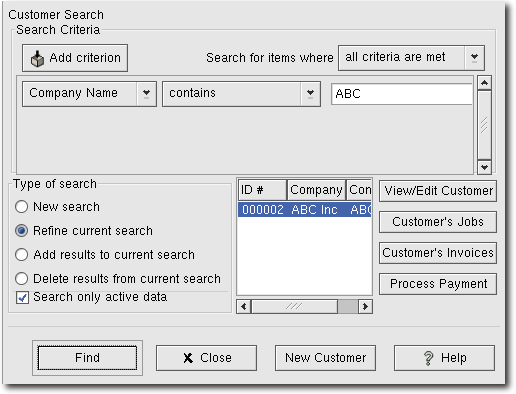 Customer Search
Search Criteria
Add criterion
Search for items where all criteria are met
Company Name contains ABC
Type of search
New search
Refine current search
Add results to current search
Delete results from current search
Search only active data
ID # Company Con
000002 ABC Inc ABC
View/Edit Customer
Customer's Jobs
Customer's Invoices
Process Payment
Find Close New Customer Help